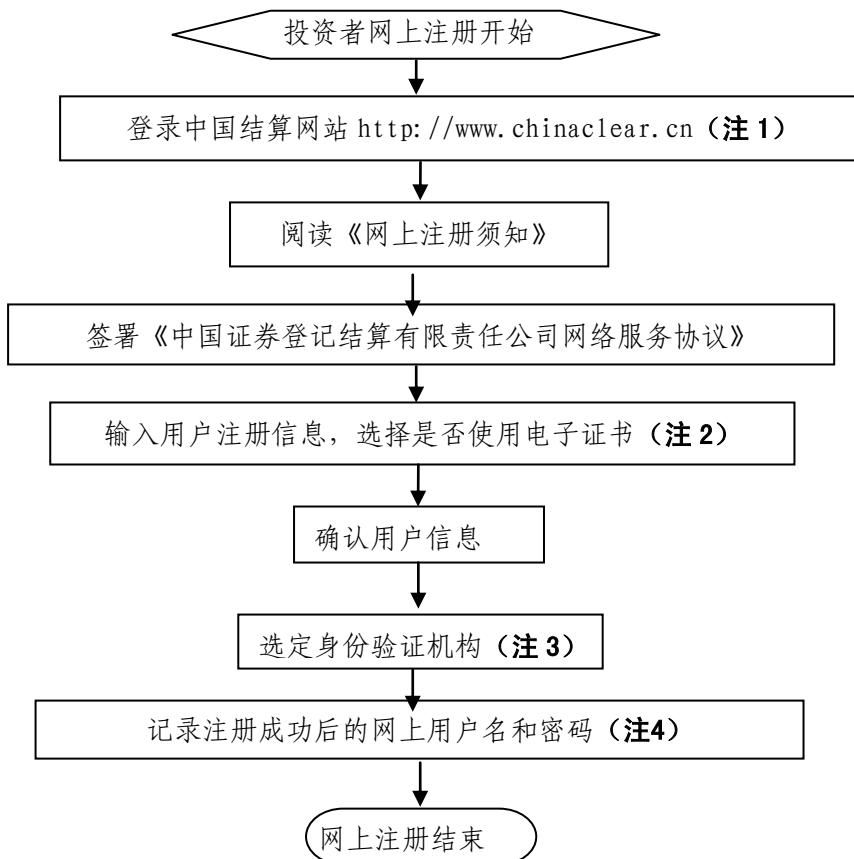 投资者网上注册开始
登录中国结算网站 http://www.chinaclear.cn（注 1）
阅读《网上注册须知》
签署《中国证券登记结算有限责任公司网络服务协议》
输入用户注册信息，选择是否使用电子证书（注 2）
确认用户信息
选定身份验证机构（注 3）
记录注册成功后的网上用户名和密码（注4）
网上注册结束